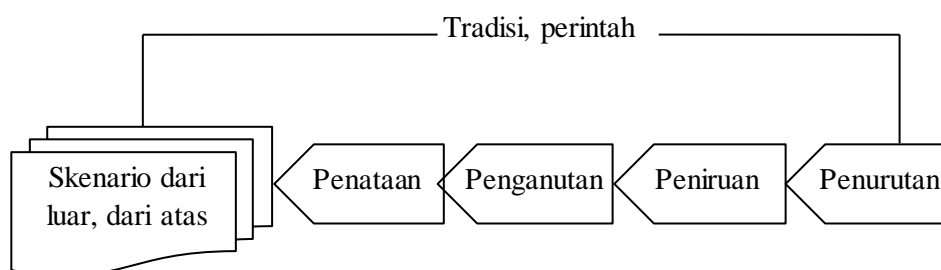 Tradisi, perintah
Skenario dari
luar, dari atas
Penataan
Penganutan
Peniruan
Penurutan